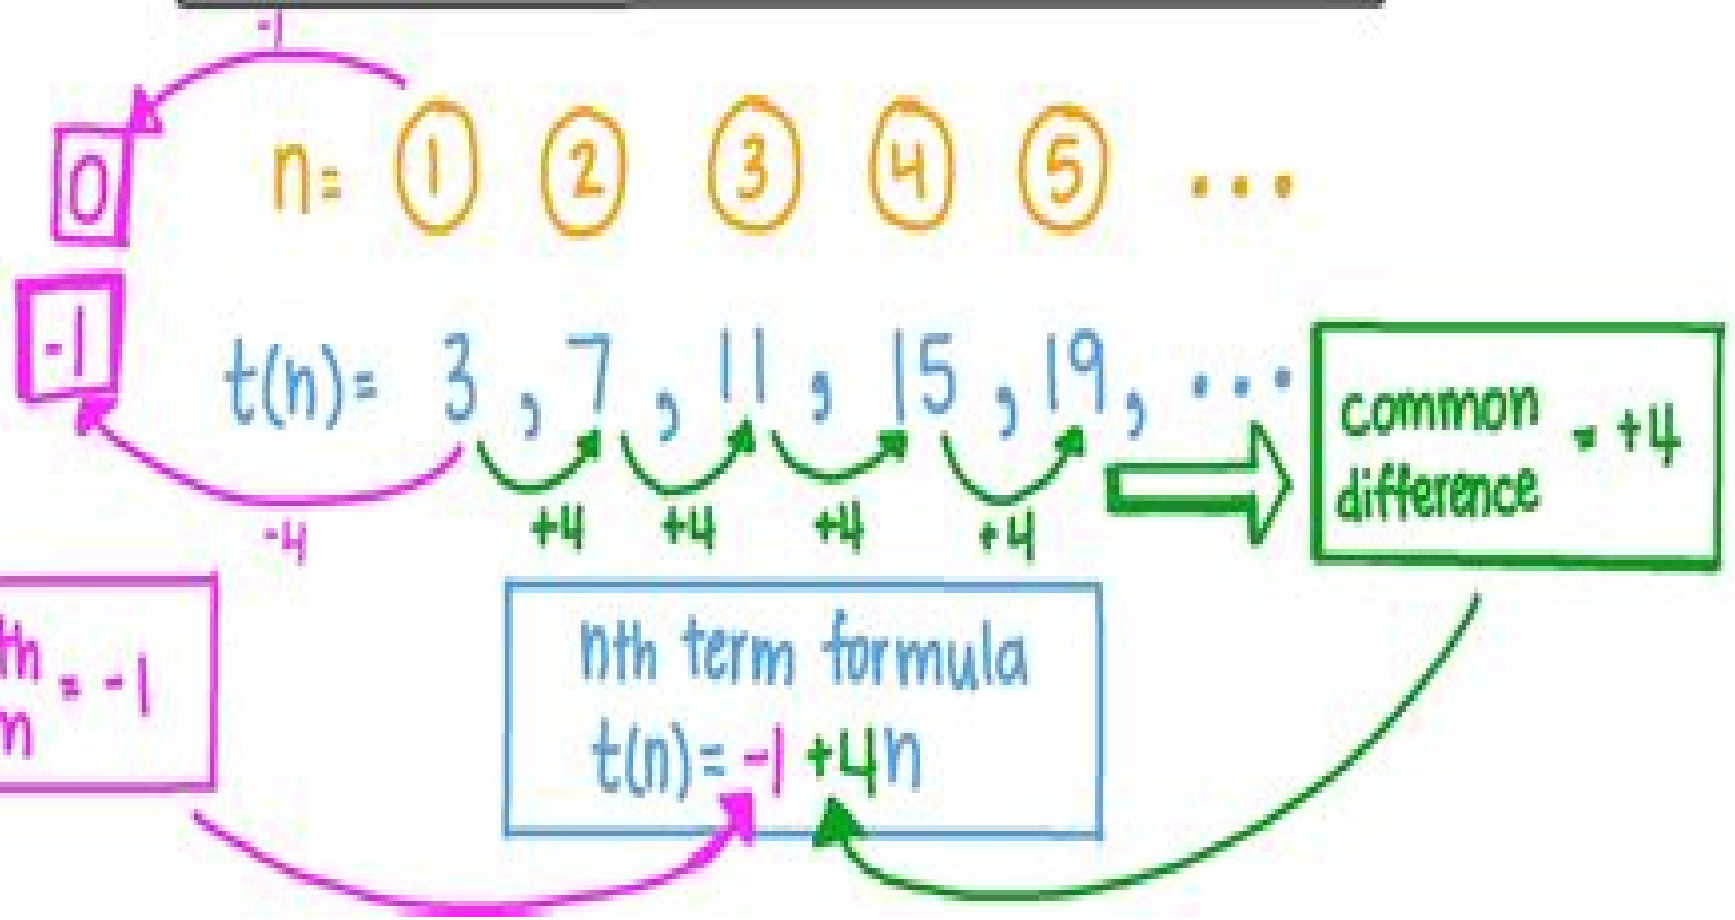 -1
0
n= 1 2 3 4 5 ...
-1
t(n)= 3, 7, 11, 15, 19, ...
-4
+4 +4 +4 +4
common
difference = +4
th
m = -1
nth term formula
t(n)= -1 +4n